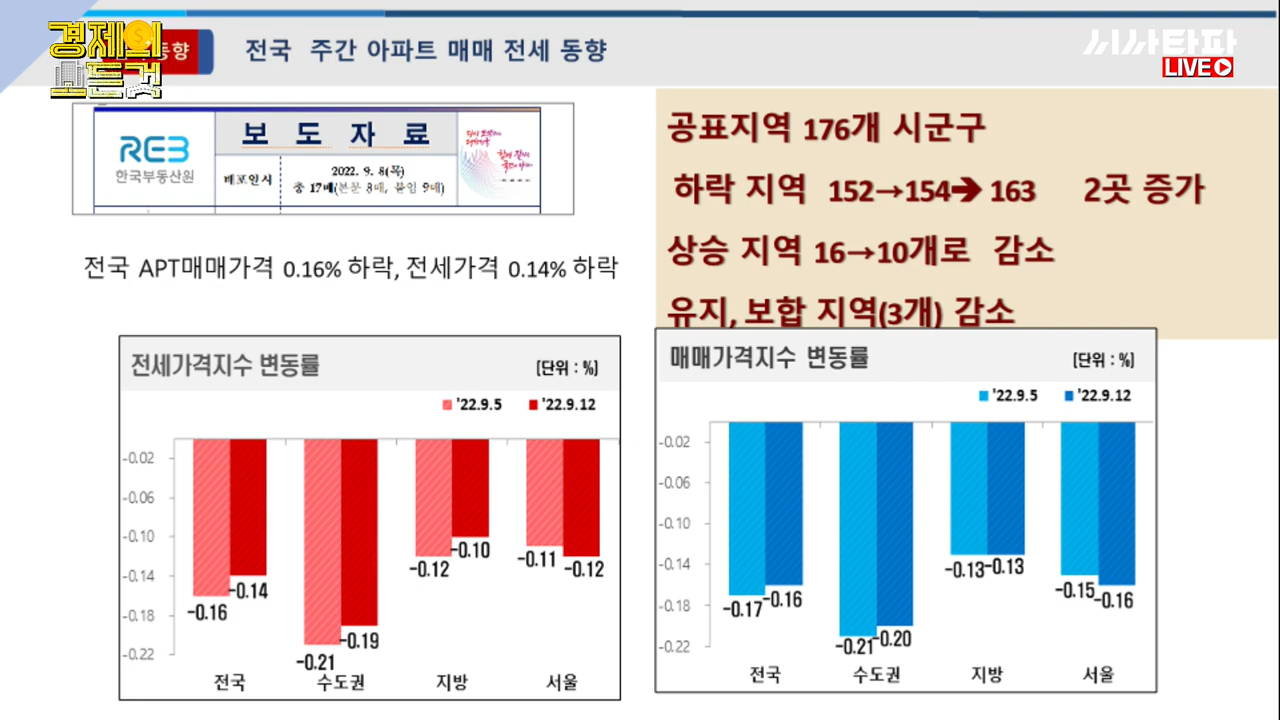 경제의
모든것
동향
전국 주간 아파트 매매 전세 동향
시사타파
LIVE
REB
한국부동산원
보 도 자 료
배포일시
2022. 9. 8(목)
총 17매(본문 8매, 붙임 9매)
전국 APT매매가격 0.16% 하락, 전세가격 0.14% 하락
공표지역 176개 시군구
하락 지역 152→154➔ 163 2곳 증가
상승 지역 16→10개로 감소
유지, 보합 지역(3개) 감소
전세가격지수 변동률
[단위 : %]
'22.9.5 '22.9.12
-0.02
-0.06
-0.10
-0.14
-0.18
-0.22
-0.16 -0.14
-0.21 -0.19
-0.12 -0.10
-0.11 -0.12
전국 수도권 지방 서울
매매가격지수 변동률
[단위 : %]
'22.9.5 '22.9.12
-0.02
-0.06
-0.10
-0.14
-0.18
-0.22
-0.17 -0.16
-0.21 -0.20
-0.13 -0.13
-0.15 -0.16
전국 수도권 지방 서울